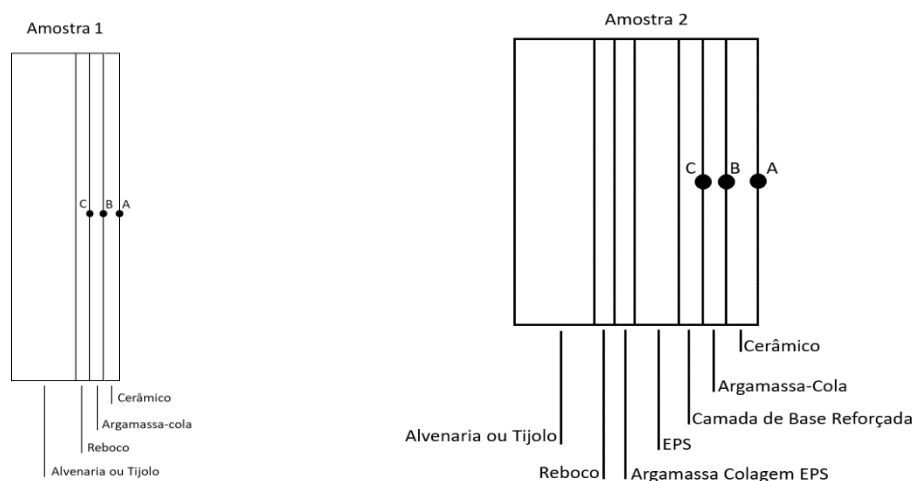 Amostra 1
C
B
A
Cerâmico
Argamassa-cola
Reboco
Alvenaria ou Tijolo
Amostra 2
C
B
A
Cerâmico
Argamassa-Cola
Camada de Base Reforçada
Alvenaria ou Tijolo
EPS
Reboco
Argamassa Colagem EPS